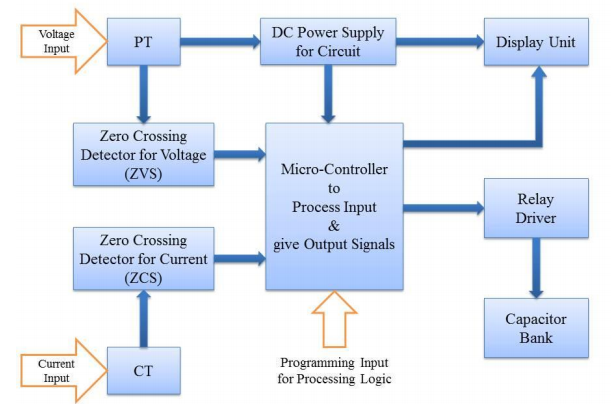 Voltage
Input
PT
DC Power Supply
for Circuit
Display Unit
Zero Crossing
Detector for Voltage
(ZVS)
Micro-Controller
to
Process Input
&
give Output Signals
Relay
Driver
Zero Crossing
Detector for Current
(ZCS)
Capacitor
Bank
Current
Input
CT
Programming Input
for Processing Logic